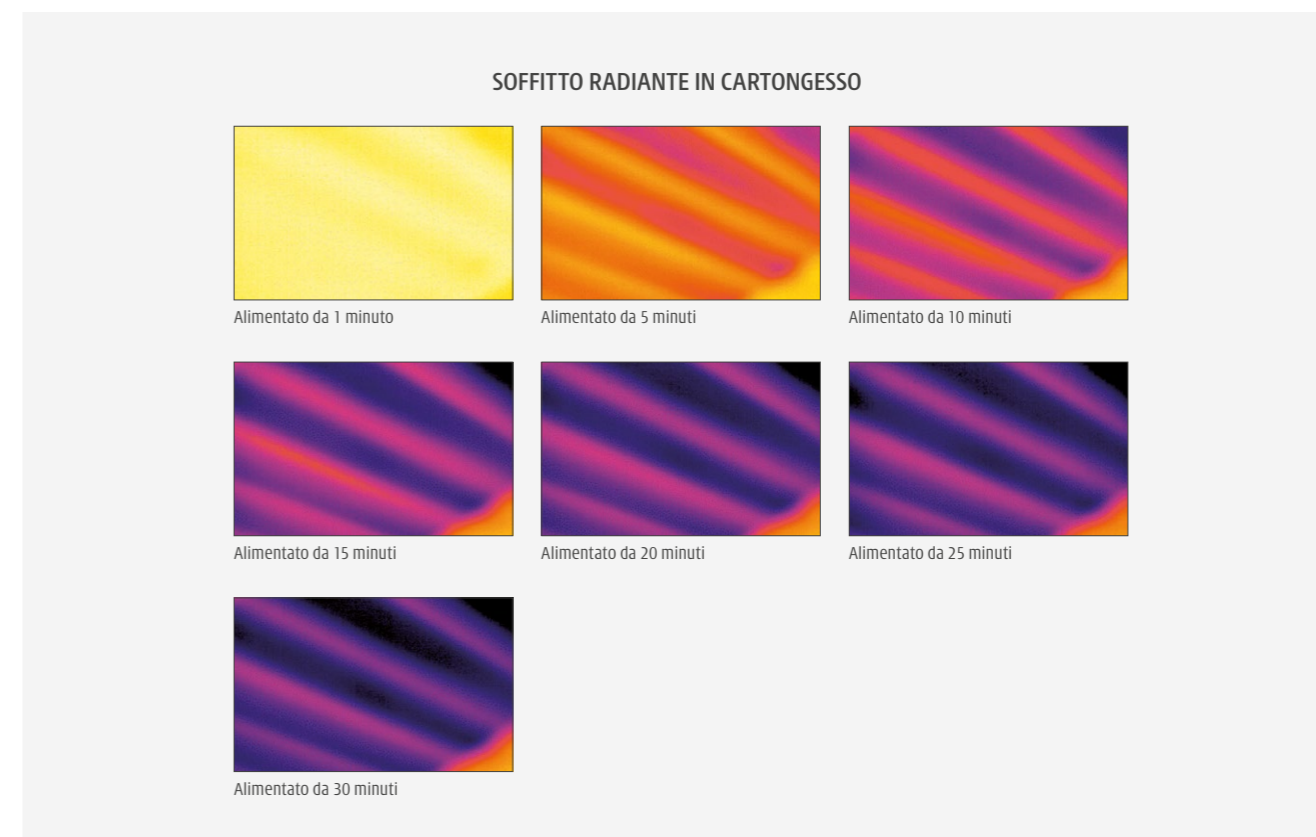 SOFFITTO RADIANTE IN CARTONGESSO
Alimentato da 1 minuto
Alimentato da 5 minuti
Alimentato da 10 minuti
Alimentato da 15 minuti
Alimentato da 20 minuti
Alimentato da 25 minuti
Alimentato da 30 minuti